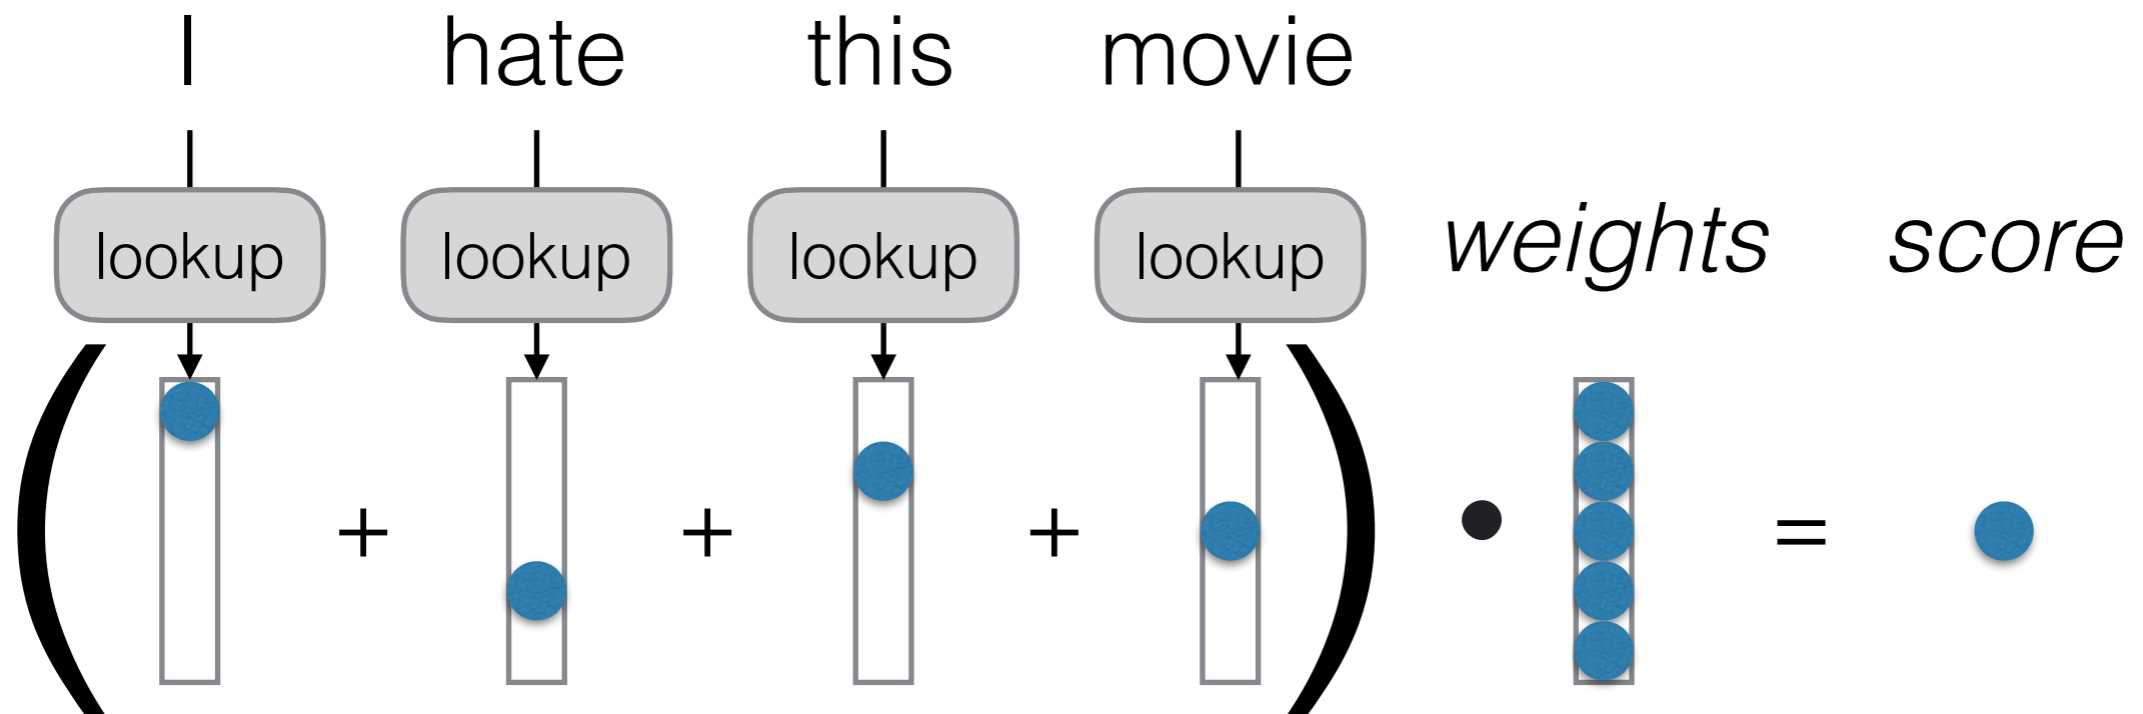 I hate this movie
lookup lookup lookup lookup weights score
( + + + ) • =